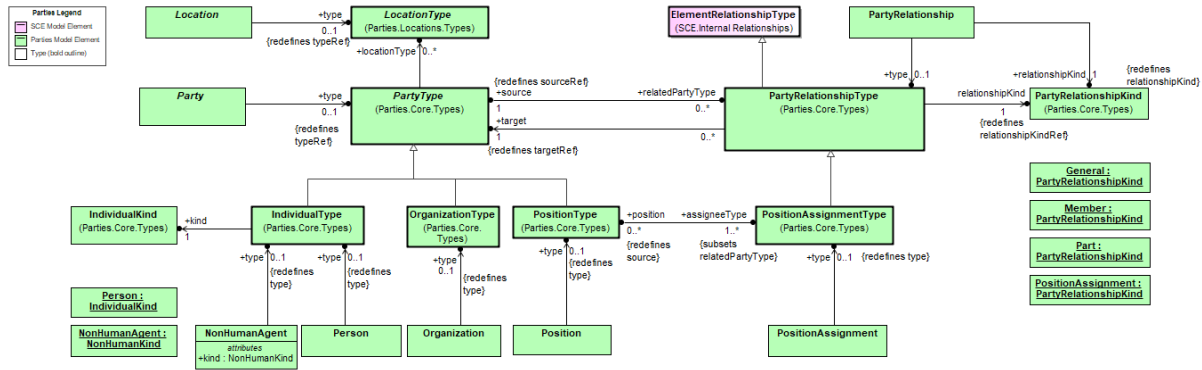 Parties Legend
SCE Model Element
Parties Model Element
Type (bold outline)
Location
+type
0..1
{redefines typeRef}
LocationType
(Parties.Locations.Types)
+locationType
0..*
ElementRelationshipType
(SCE.Internal Relationships)
PartyRelationship
+type
0..1
+relationshipKind
1
{redefines
relationshipKind}
Party
+type
0..1
{redefines
typeRef}
PartyType
(Parties.Core.Types)
{redefines sourceRef}
+source
1
+relatedPartyType
0..*
+target
1
{redefines targetRef}
0..*
PartyRelationshipType
(Parties.Core.Types)
relationshipKind
1
{redefines
relationshipKindRef}
PartyRelationshipKind
(Parties.Core.Types)
General :
PartyRelationshipKind
Member :
PartyRelationshipKind
Part :
PartyRelationshipKind
PositionAssignment :
PartyRelationshipKind
IndividualKind
(Parties.Core.Types)
+kind
1
IndividualType
(Parties.Core.Types)
OrganizationType
(Parties.Core.
Types)
PositionType
(Parties.Core.Types)
+position
0..*
{redefines
source}
+assigneeType
1..*
{subsets
relatedPartyType}
PositionAssignmentType
(Parties.Core.Types)
+type
0..1
{redefines
type}
+type
0..1
{redefines
type}
+type
0..1
{redefines
type}
+type
0..1
{redefines
type}
+type
0..1
{redefines type}
Person :
IndividualKind
NonHumanAgent :
NonHumanKind
NonHumanAgent
attributes
+kind : NonHumanKind
Person
Organization
Position
PositionAssignment